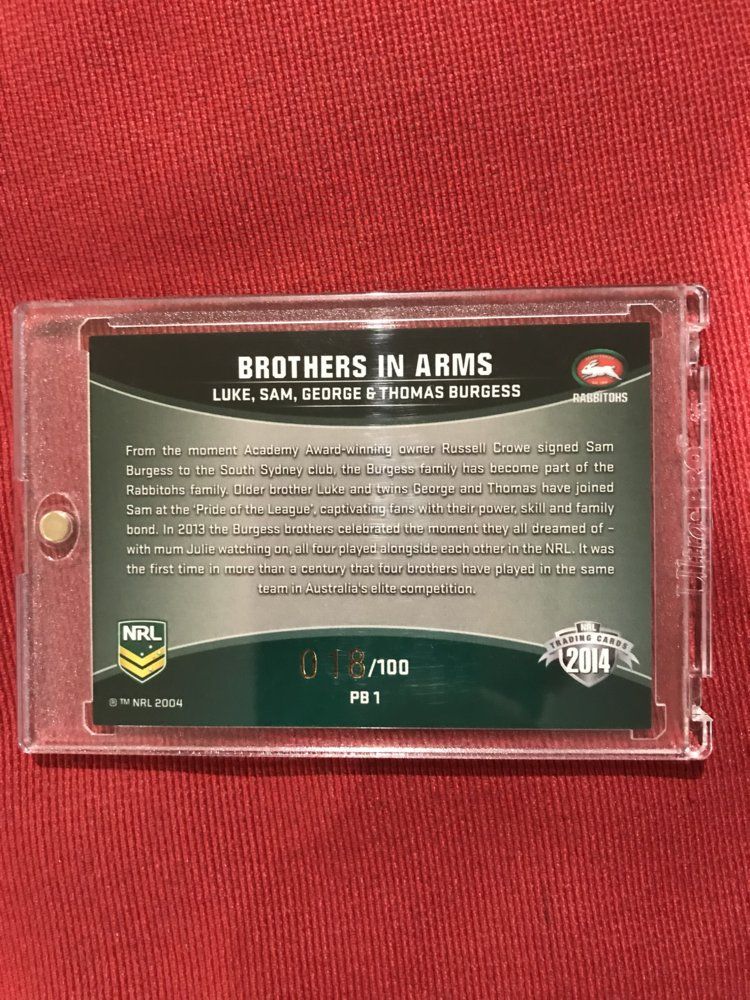 BROTHERS IN ARMS
LUKE, SAM, GEORGE & THOMAS BURGESS
RABBITOHS
From the moment Academy Award-winning owner Russell Crowe signed Sam
Burgess to the South Sydney club, the Burgess family has become part of the
Rabbitohs family. Older brother Luke and twins George and Thomas have joined
Sam at the 'Pride of the League', captivating fans with their power, skill and family
bond. In 2013 the Burgess brothers celebrated the moment they all dreamed of –
with mum Julie watching on, all four played alongside each other in the NRL. It was
the first time in more than a century that four brothers have played in the same
team in Australia's elite competition.
NRL
® ™ NRL 2004
018/100
PB 1
NRL
TRADING CARDS
2014
Ultra PRO